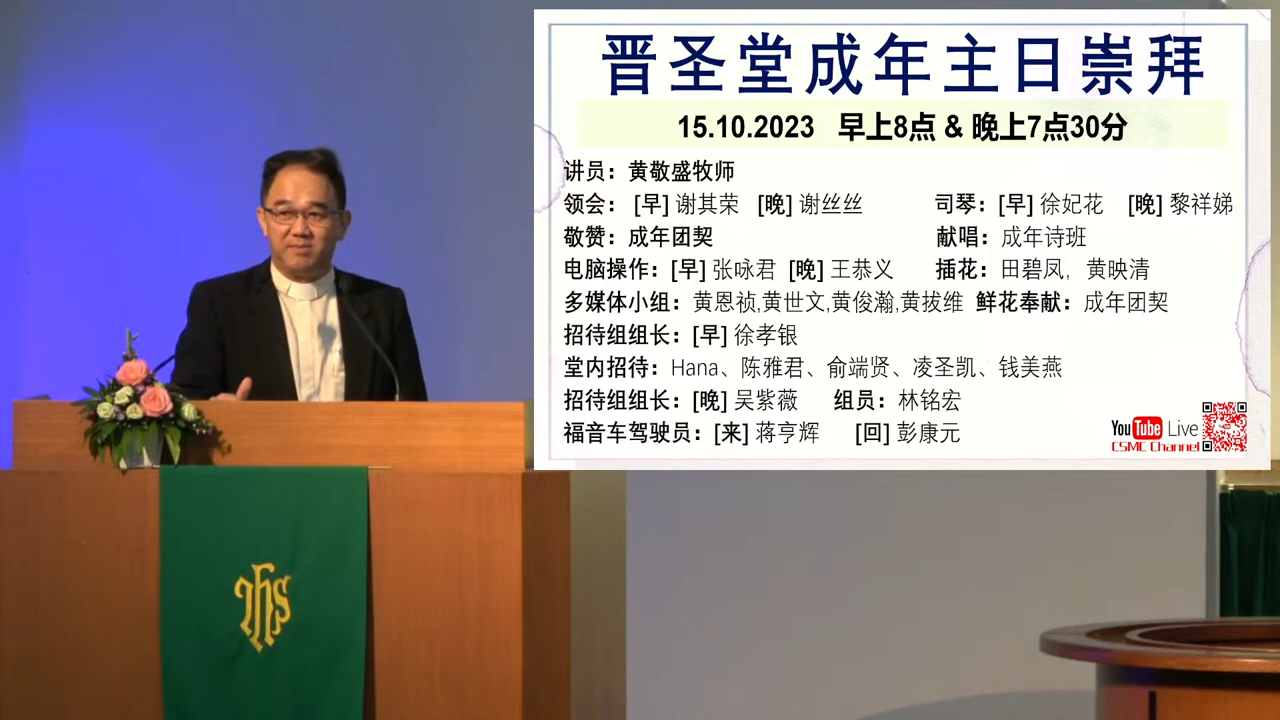 晋圣堂成年主日崇拜
15.10.2023 早上8点 & 晚上7点30分
讲员：黄敬盛牧师
领会：[早] 谢其荣 [晚] 谢丝丝 司琴：[早] 徐妃花 [晚] 黎祥娣
敬赞：成年团契 献唱：成年诗班
电脑操作：[早] 张咏君 [晚] 王恭义 插花：田碧凤，黄映清
多媒体小组：黄恩祯,黄世文,黄俊瀚,黄拔维 鲜花奉献：成年团契
招待组组长：[早] 徐孝银
堂内招待：Hana、陈雅君、俞端贤、凌圣凯、钱美燕
招待组组长：[晚] 吴紫薇 组员：林铭宏
福音车驾驶员：[来] 蒋亨辉 [回] 彭康元
YouTube Live
CSMC Channel
IHS